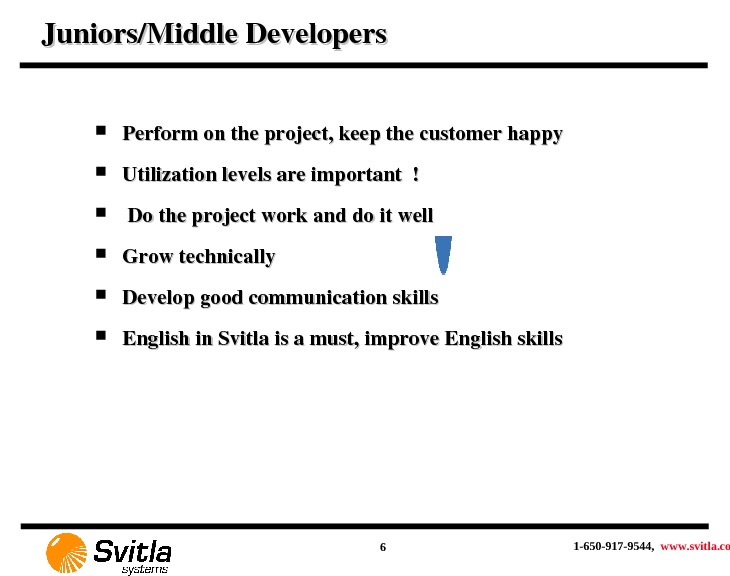 Juniors/Middle Developers
Perform on the project, keep the customer happy
Utilization levels are important !
Do the project work and do it well
Grow technically
Develop good communication skills
English in Svitla is a must, improve English skills
Svitla
systems
6
1-650-917-9544, www.svitla.co